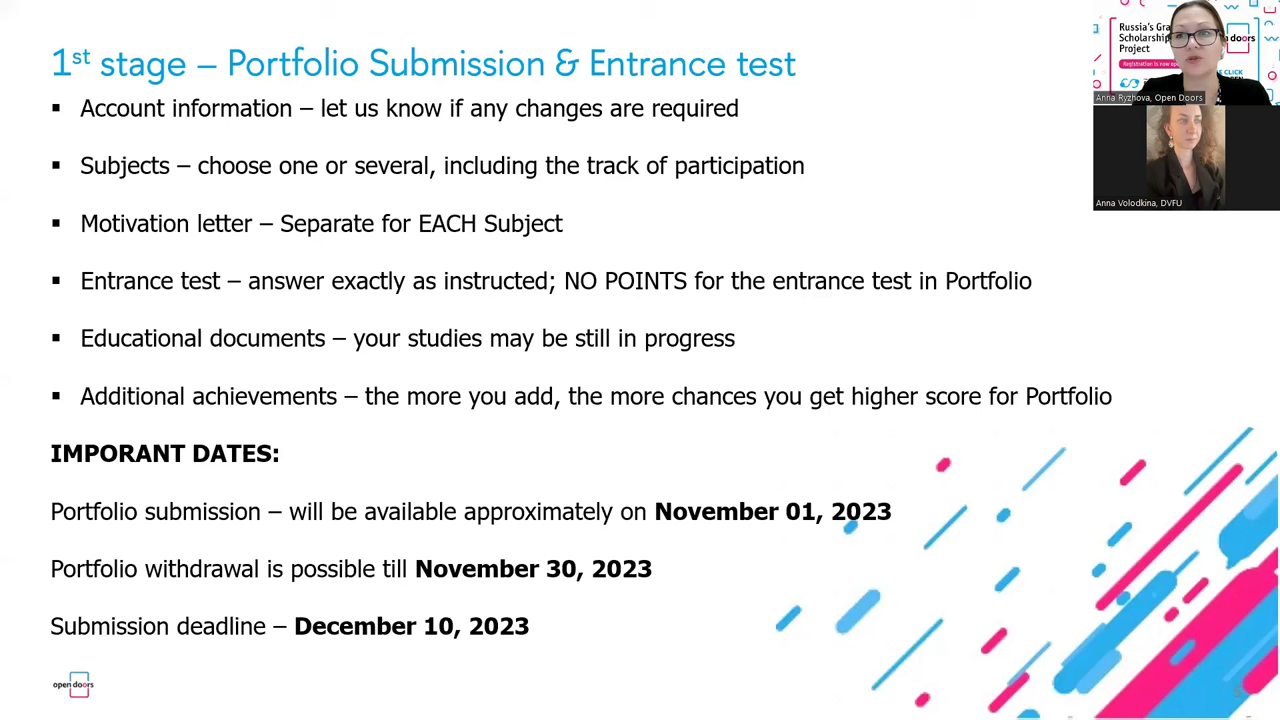 1st stage – Portfolio Submission & Entrance test
▪ Account information – let us know if any changes are required
▪ Subjects – choose one or several, including the track of participation
▪ Motivation letter – Separate for EACH Subject
▪ Entrance test – answer exactly as instructed; NO POINTS for the entrance test in Portfolio
▪ Educational documents – your studies may be still in progress
▪ Additional achievements – the more you add, the more chances you get higher score for Portfolio
IMPORANT DATES:
Portfolio submission – will be available approximately on November 01, 2023
Portfolio withdrawal is possible till November 30, 2023
Submission deadline – December 10, 2023
open doors
Russia's
Scholarship
Project
Registration is now
doors
CLICK
Anna Ryzhova, Open Doors
Anna Volodkina, DVFU